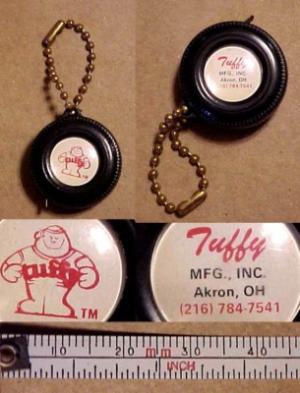 Tuffy
Tuffy
MFG., INC.
Akron, OH
(216) 784-7541
Tuffy
TM
Tuffy
MFG., INC.
Akron, OH
(216) 784-7541
10 20 mm 30 40
INCH